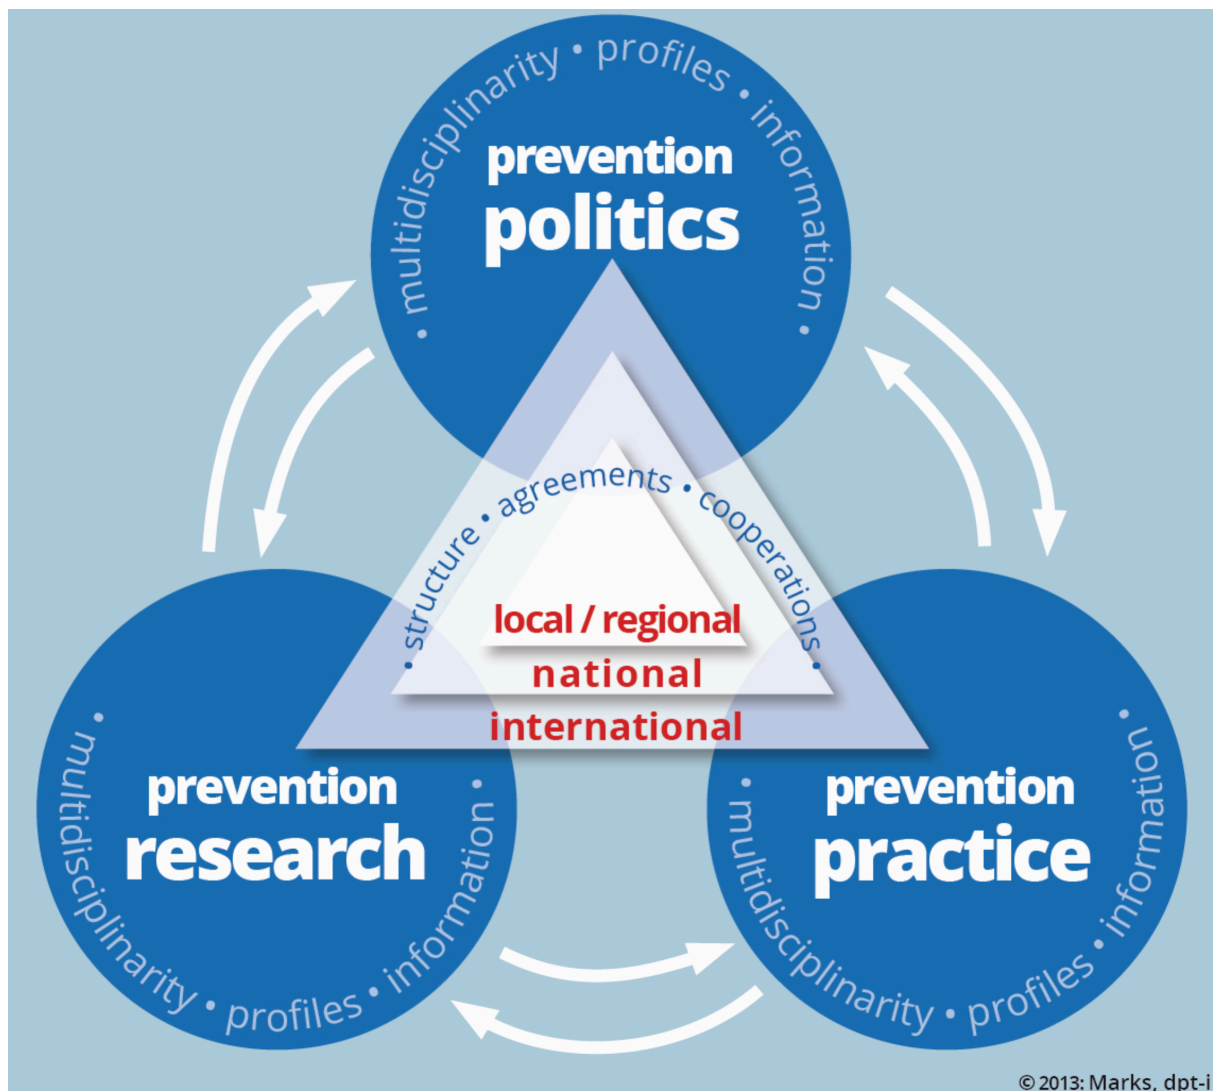 • multidisciplinarity • profiles • information •
prevention
politics
• structure • agreements • cooperations •
local / regional
national
international
prevention
research
• multidisciplinarity • profiles • information •
prevention
practice
• multidisciplinarity • profiles • information •
© 2013: Marks, dpt-i